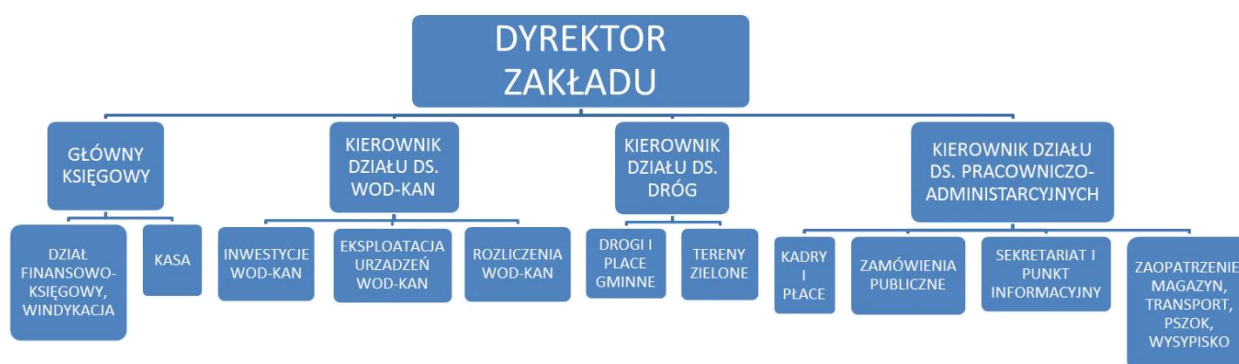 DYREKTOR
ZAKŁADU
GŁÓWNY
KSIĘGOWY
KIEROWNIK
DZIAŁU DS.
WOD-KAN
KIEROWNIK
DZIAŁU DS.
DRÓG
KIEROWNIK DZIAŁU
DS. PRACOWNICZO-
ADMINISTARCYJNYCH
DZIAŁ
FINANSOWO-
KSIĘGOWY,
WINDYKACJA
KASA
INWESTYCJE
WOD-KAN
EKSPLOATACJA
URZADZEŃ
WOD-KAN
ROZLICZENIA
WOD-KAN
DROGI I
PLACE
GMINNE
TERENY
ZIELONE
KADRY
I
PŁACE
ZAMÓWIENIA
PUBLICZNE
SEKRETARIAT I
PUNKT
INFORMACYJNY
ZAOPATRZENIE
MAGAZYN,
TRANSPORT,
PSZOK,
WYSYPISKO